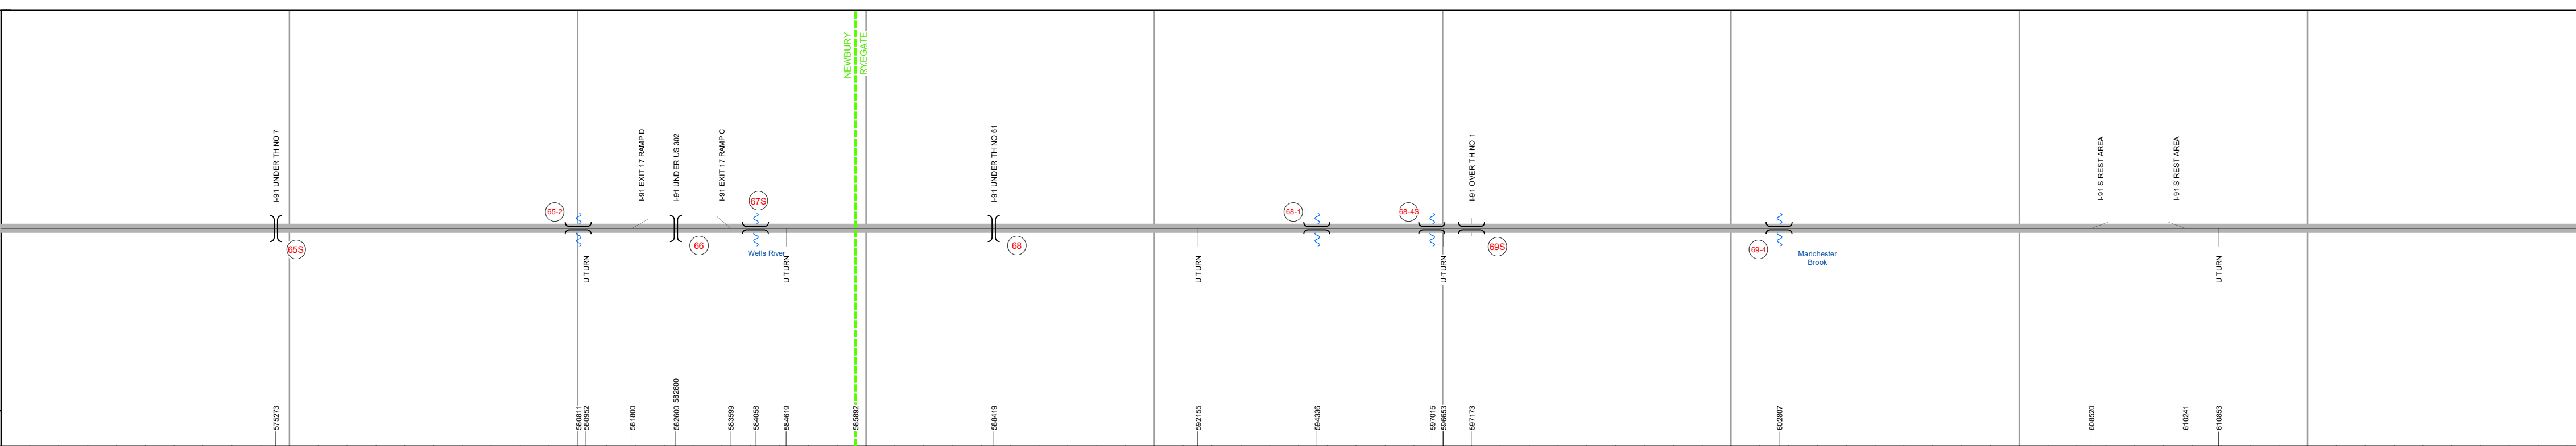 NEWBURY
RYEGATE
I-91 UNDER TH NO 7
I-91 EXIT 17 RAMP D
I-91 UNDER US 302
I-91 EXIT 17 RAMP C
I-91 UNDER TH NO 61
I-91 OVER TH NO 1
I-91 S REST AREA
I-91 S REST AREA
65S
65-2
66
67S
68
68-1
68-4S
69S
69-4
Wells River
Manchester
Brook
U TURN
U TURN
U TURN
U TURN
U TURN
575273
580811
580952
581800
582600 582600
583599
584058
584619
585892
588419
592155
594336
597015
596653
597173
602807
608520
610241
610853